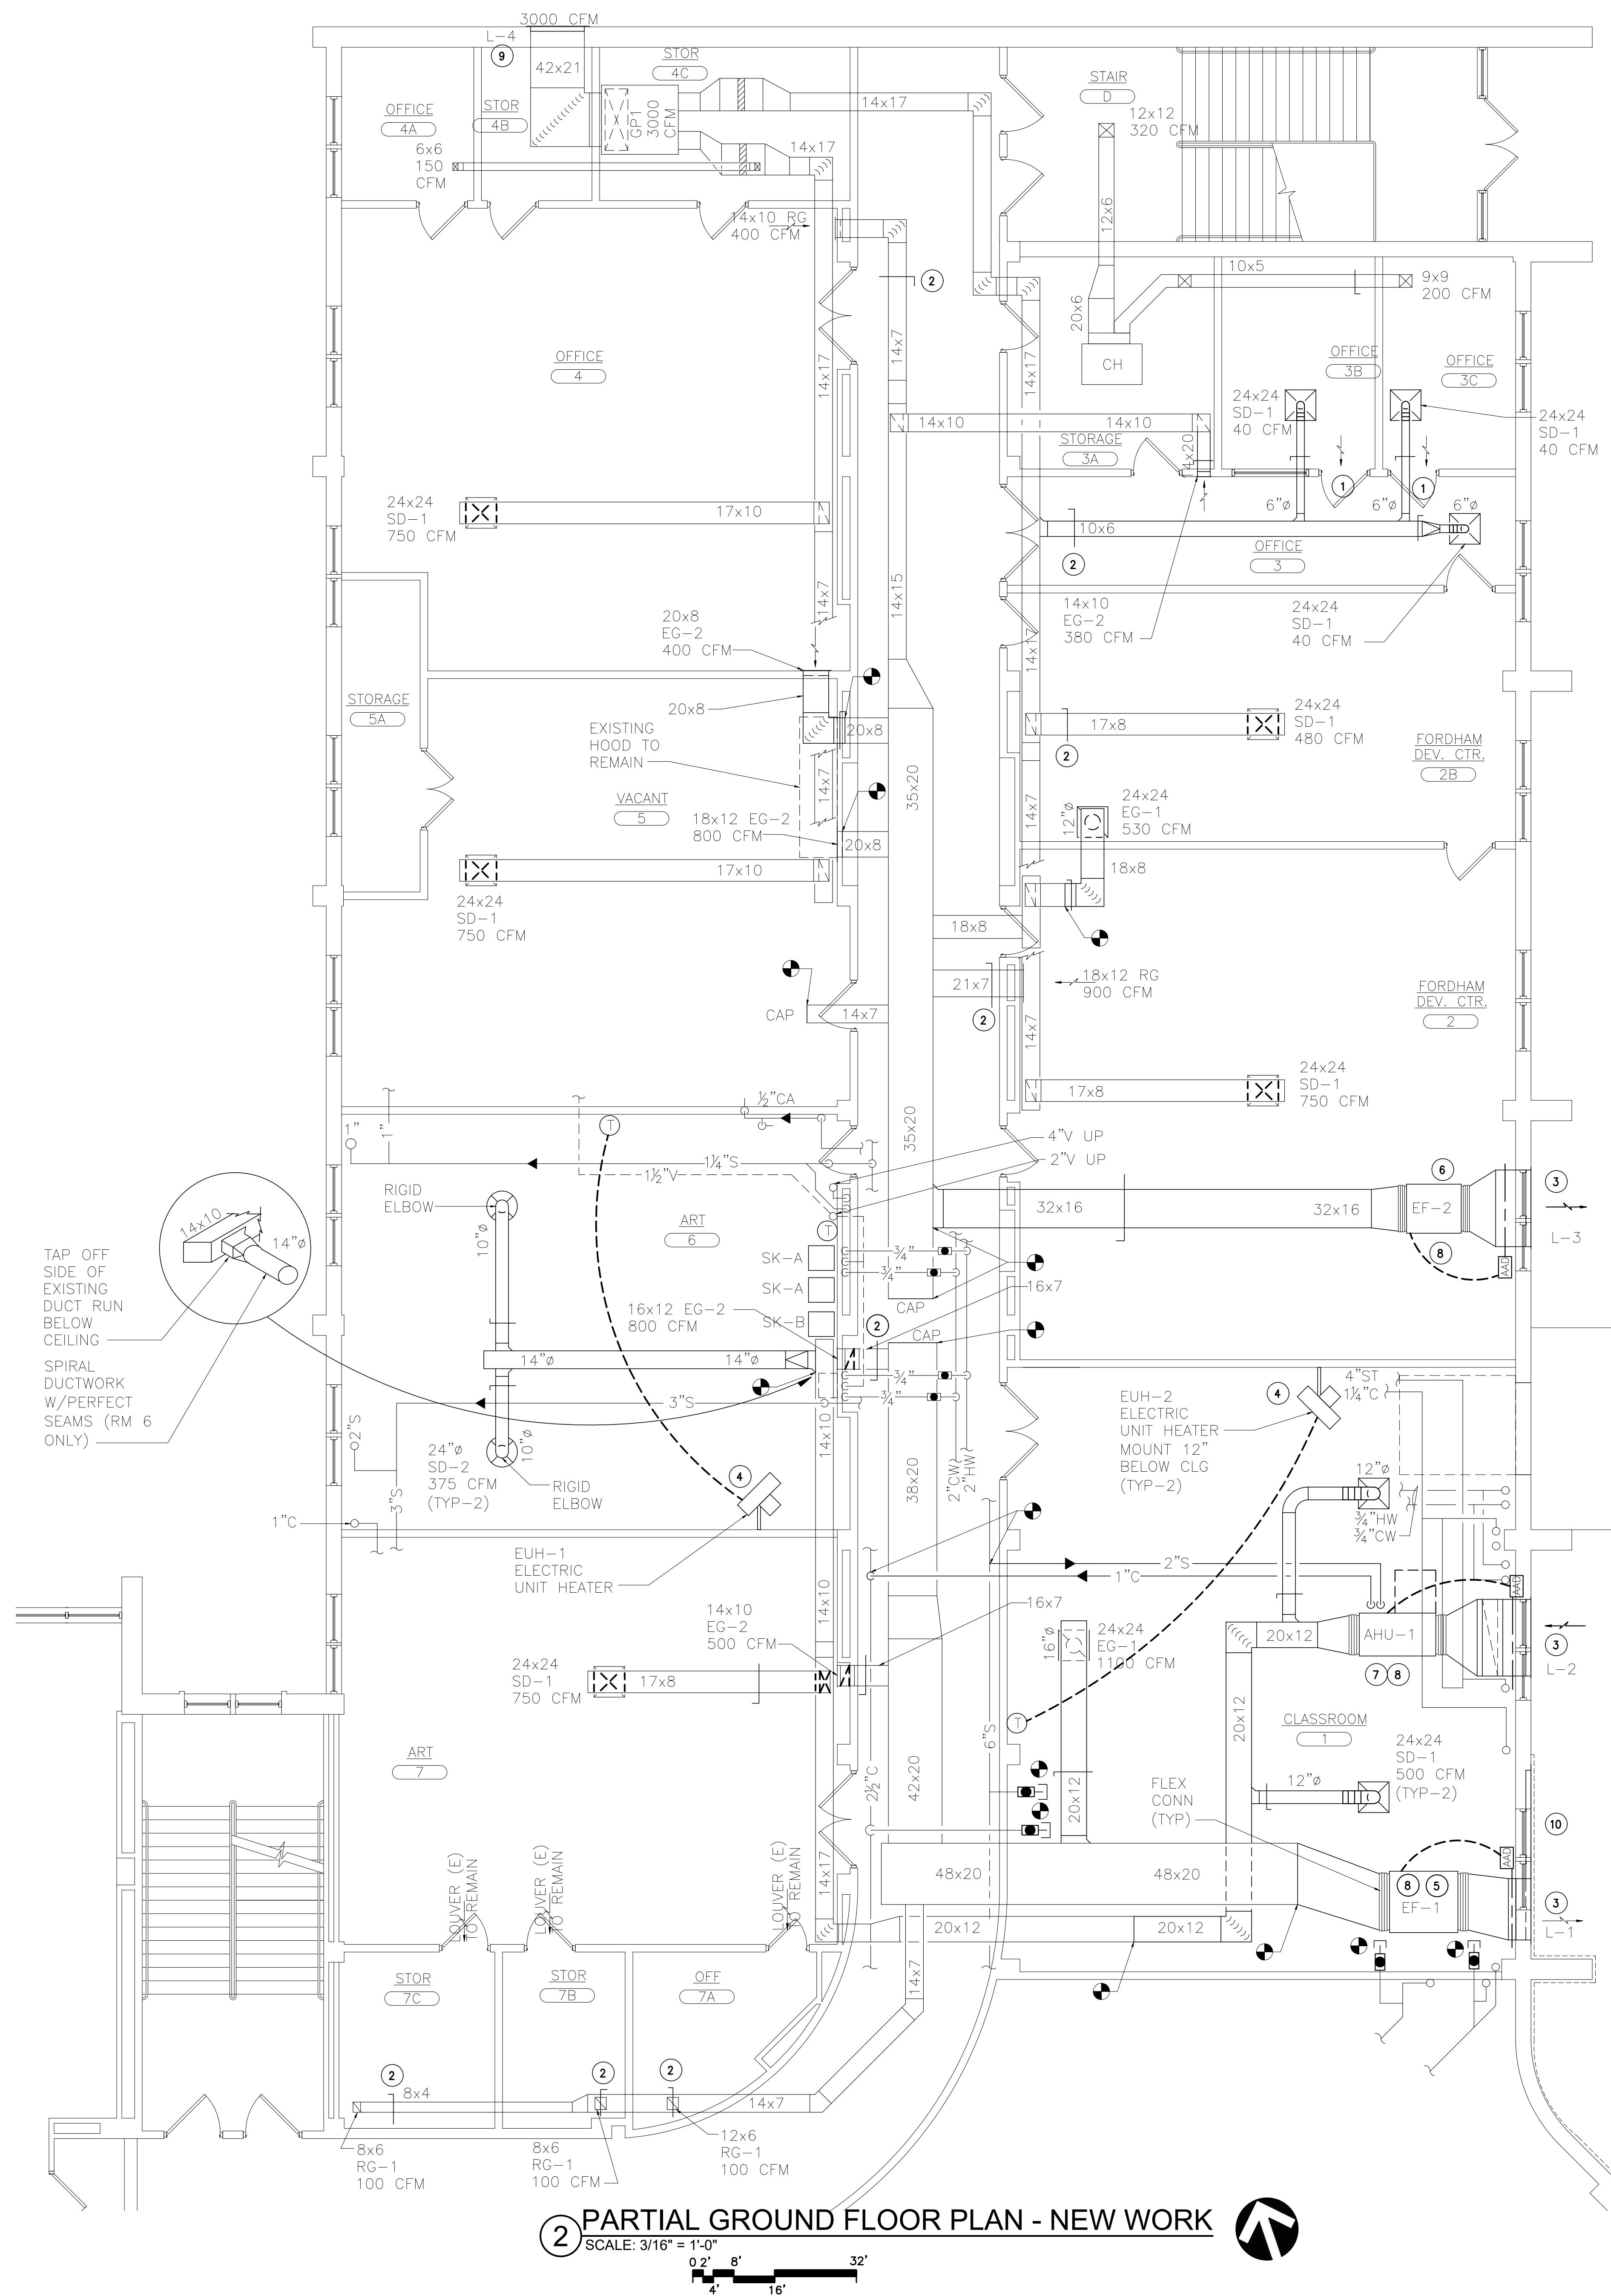 3000 CFM
L-4
9
42x21
STOR
4C
GP1
3000
CFM
OFFICE
4A
STOR
4B
6x6
150
CFM
14x17
14x17
STAIR
D
12x12
320 CFM
12x6
20x6
CH
10x5
9x9
200 CFM
14x10 RG
400 CFM
2
OFFICE
4
14x17
14x7
14x17
OFFICE
3B
OFFICE
3C
24x24
SD-1
40 CFM
24x24
SD-1
40 CFM
14x10
14x10
STORAGE
3A
14x20
1
1
6"ø
6"ø
6"ø
24x24
SD-1
750 CFM
17x10
10x6
2
OFFICE
3
14x7
14x15
14x10
EG-2
380 CFM
24x24
SD-1
40 CFM
14x17
20x8
EG-2
400 CFM
STORAGE
5A
20x8
20x8
EXISTING
HOOD TO
REMAIN
14x7
35x20
17x8
2
24x24
SD-1
480 CFM
FORDHAM
DEV. CTR.
2B
VACANT
5
18x12 EG-2
800 CFM
20x8
14x7
12"ø
24x24
EG-1
530 CFM
18x8
17x10
24x24
SD-1
750 CFM
18x8
21x7
2
18x12 RG
900 CFM
FORDHAM
DEV. CTR.
2
CAP
14x7
14x7
17x8
24x24
SD-1
750 CFM
½"CA
1"
1"
T
35x20
4"V UP
2"V UP
1¼"S
1½"V
RIGID
ELBOW
ART
6
T
32x16
32x16
6
EF-2
8
3
L-3
AAD
14x10
14"ø
10"ø
TAP OFF
SIDE OF
EXISTING
DUCT RUN
BELOW
CEILING
SK-A
SK-A
SK-B
¾"
¾"
16x7
CAP
CAP
16x12 EG-2
800 CFM
2
14"ø
14"ø
¾"
¾"
SPIRAL
DUCTWORK
W/PERFECT
SEAMS (RM 6
ONLY)
3"S
2"S
10"ø
24"ø
SD-2
375 CFM
(TYP-2)
RIGID
ELBOW
3"S
1"C
4
14x10
38x20
2"CW
2"HW
EUH-2
ELECTRIC
UNIT HEATER
MOUNT 12"
BELOW CLG
(TYP-2)
4
4"ST
1¼"C
12"ø
¾"HW
¾"CW
EUH-1
ELECTRIC
UNIT HEATER
2"S
1"C
AAD
14x10
16x7
14x10
EG-2
500 CFM
16"ø
24x24
EG-1
1100 CFM
20x12
AHU-1
7
8
3
L-2
24x24
SD-1
750 CFM
17x8
6"S
T
20x12
CLASSROOM
1
24x24
SD-1
500 CFM
(TYP-2)
ART
7
2½"C
42x20
20x12
12"ø
FLEX
CONN
(TYP)
10
14x17
48x20
48x20
AAD
8
5
EF-1
3
L-1
LOUVER (E)
TO REMAIN
LOUVER (E)
TO REMAIN
LOUVER (E)
TO REMAIN
20x12
20x12
STOR
7C
STOR
7B
OFF
7A
14x7
2
8x4
2
2
14x7
8x6
RG-1
100 CFM
8x6
RG-1
100 CFM
12x6
RG-1
100 CFM
2
PARTIAL GROUND FLOOR PLAN - NEW WORK
SCALE: 3/16" = 1'-0"
0 2' 8' 32'
4' 16'